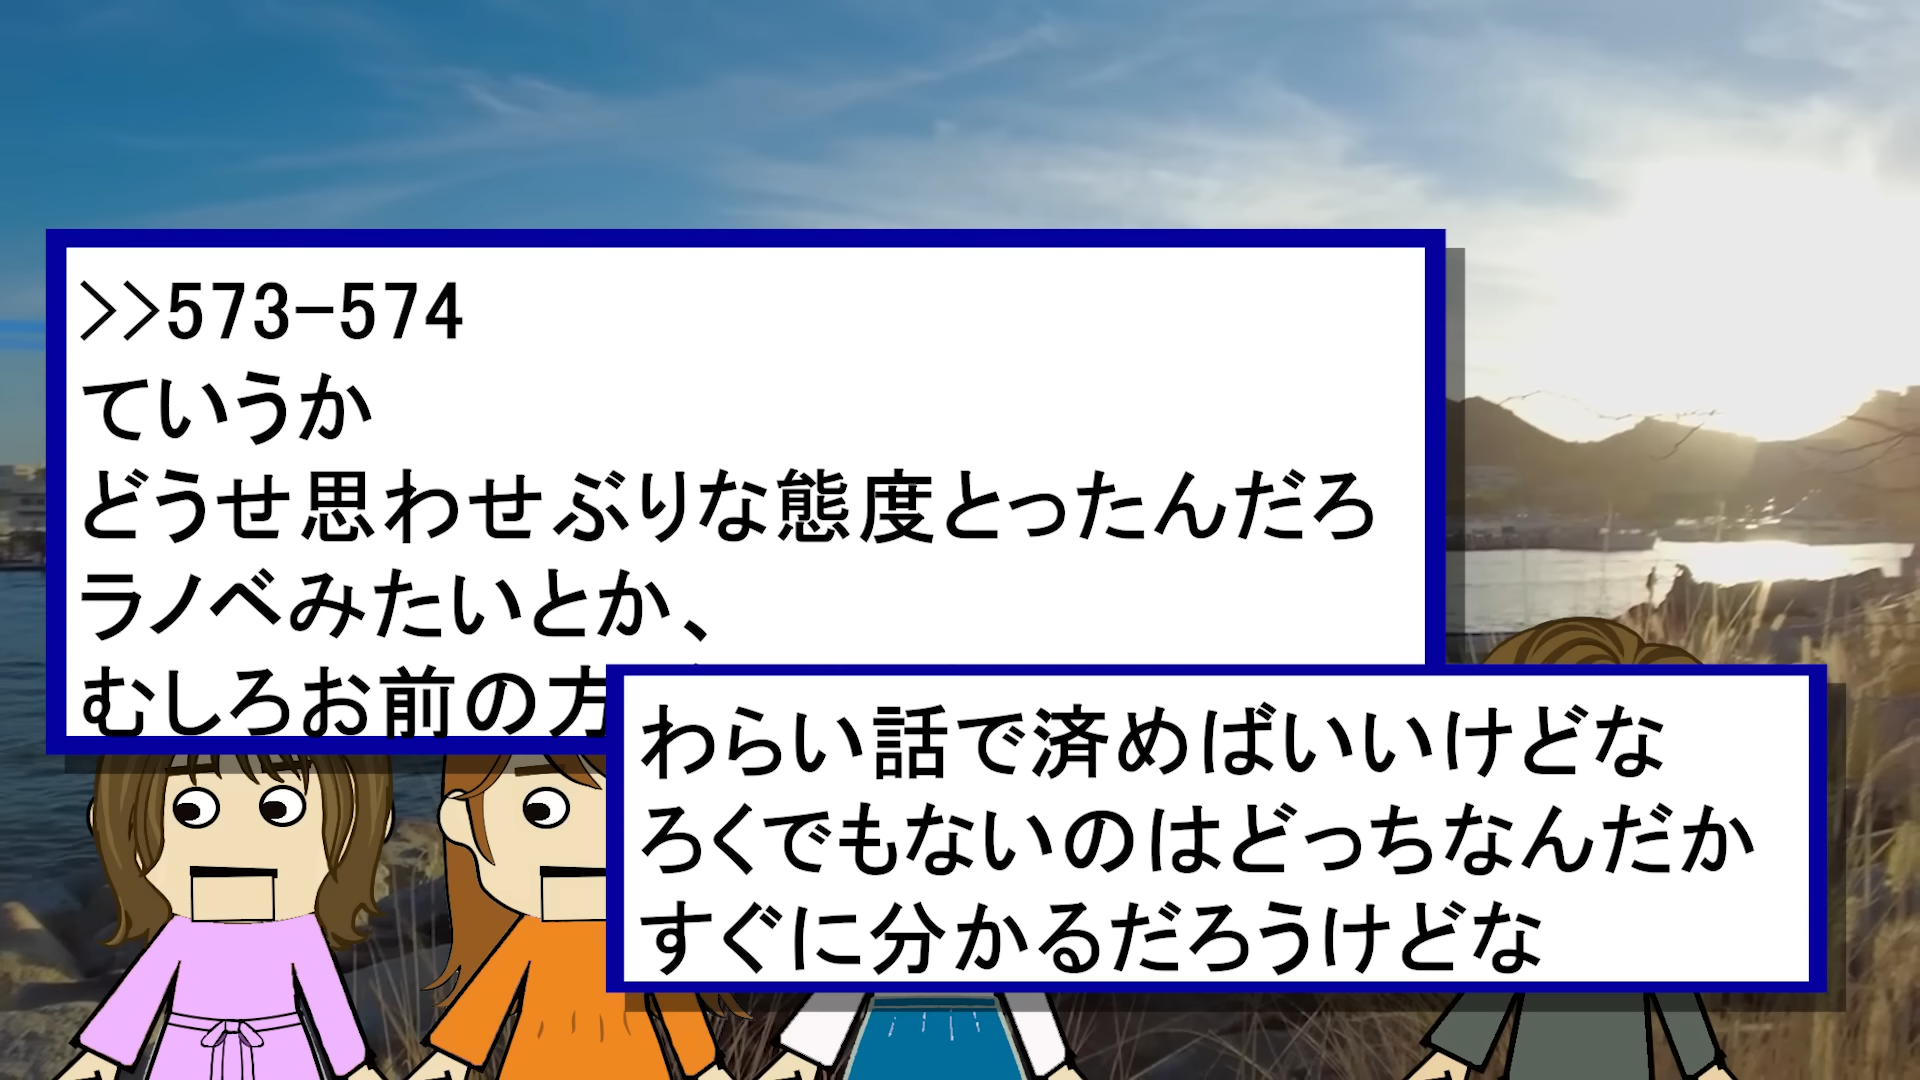 >>573-574
ていうか
どうせ思わせぶりな態度とったんだろ
ラノベみたいとか、
むしろお前の方
わらい話で済めばいいけどな
ろくでもないのはどっちなんだか
すぐに分かるだろうけどな